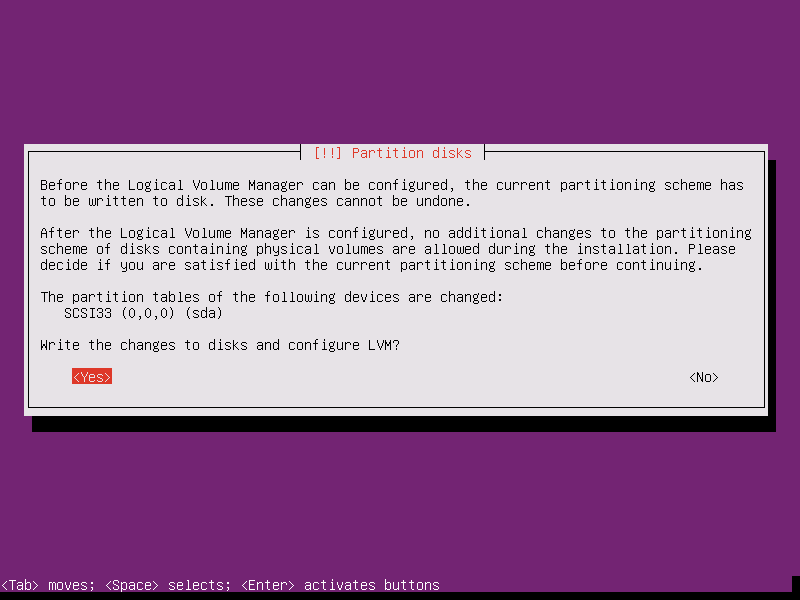 [!!] Partition disks
Before the Logical Volume Manager can be configured, the current partitioning scheme has
to be written to disk. These changes cannot be undone.
After the Logical Volume Manager is configured, no additional changes to the partitioning
scheme of disks containing physical volumes are allowed during the installation. Please
decide if you are satisfied with the current partitioning scheme before continuing.
The partition tables of the following devices are changed:
SCSI33 (0,0,0) (sda)
Write the changes to disks and configure LVM?
<Yes> <No>
<Tab> moves; <Space> selects; <Enter> activates buttons